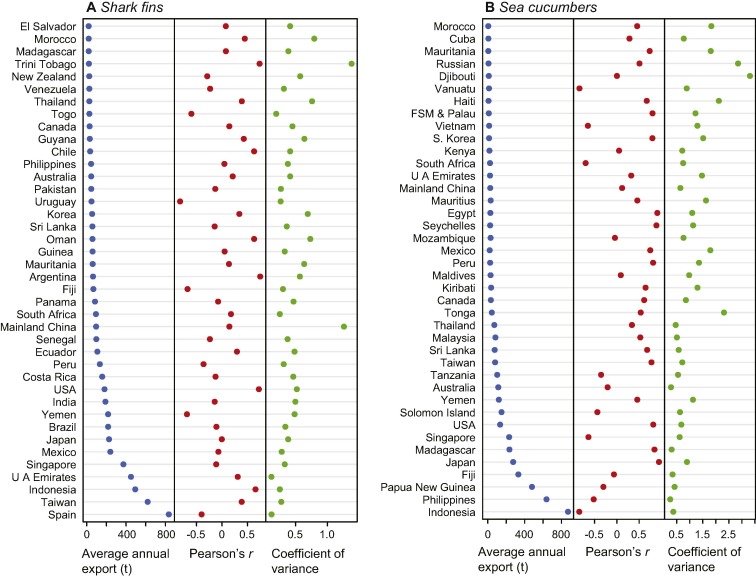 A Shark fins
El Salvador
Morocco
Madagascar
Trini Tobago
New Zealand
Venezuela
Thailand
Togo
Canada
Guyana
Chile
Philippines
Australia
Pakistan
Uruguay
Korea
Sri Lanka
Oman
Guinea
Mauritania
Argentina
Fiji
Panama
South Africa
Mainland China
Senegal
Ecuador
Peru
Costa Rica
USA
India
Yemen
Brazil
Japan
Mexico
Singapore
U A Emirates
Indonesia
Taiwan
Spain
0 400 800 -0.5 0 0.5 0.5 1.0
Average annual
export (t)
Pearson's r
Coefficient of
variance
B Sea cucumbers
Morocco
Cuba
Mauritania
Russian
Djibouti
Vanuatu
Haiti
FSM & Palau
Vietnam
S. Korea
Kenya
South Africa
U A Emirates
Mainland China
Mauritius
Egypt
Seychelles
Mozambique
Mexico
Peru
Maldives
Kiribati
Canada
Tonga
Thailand
Malaysia
Sri Lanka
Taiwan
Tanzania
Australia
Yemen
Solomon Island
USA
Singapore
Madagascar
Japan
Fiji
Papua New Guinea
Philippines
Indonesia
0 400 800 -0.5 0 0.5 0.5 1.5 2.5
Average annual
export (t)
Pearson's r
Coefficient of
variance